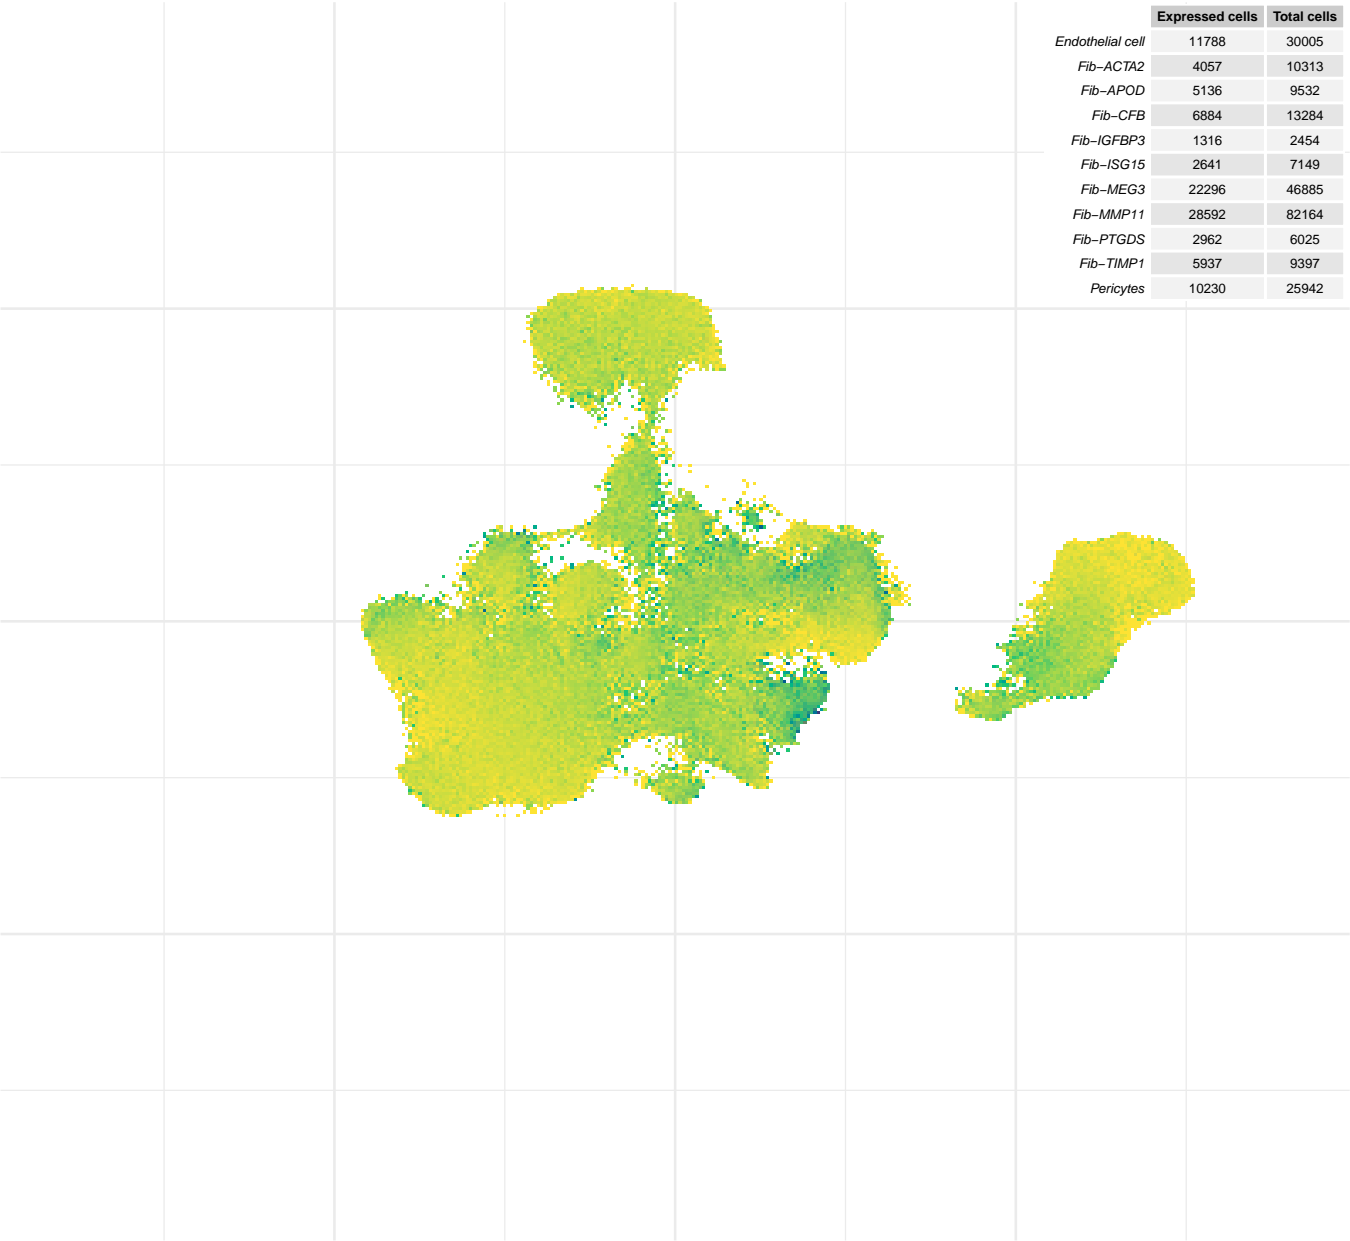 Expressed cells Total cells
Endothelial cell 11788 30005
Fib−ACTA2 4057 10313
Fib−APOD 5136 9532
Fib−CFB 6884 13284
Fib−IGFBP3 1316 2454
Fib−ISG15 2641 7149
Fib−MEG3 22296 46885
Fib−MMP11 28592 82164
Fib−PTGDS 2962 6025
Fib−TIMP1 5937 9397
Pericytes 10230 25942